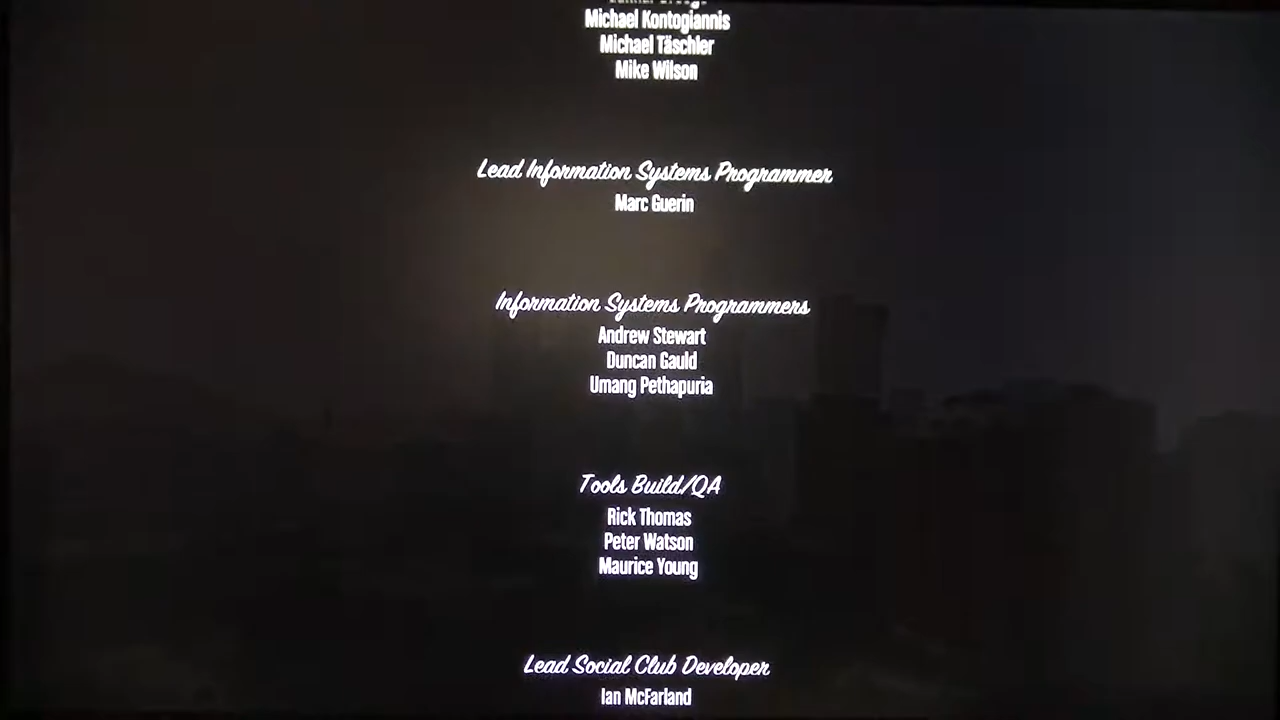 Michael Kontogiannis
Michael Täschler
Mike Wilson
Lead Information Systems Programmer
Marc Guerin
Information Systems Programmers
Andrew Stewart
Duncan Gauld
Umang Pethapuria
Tools Build/QA
Rick Thomas
Peter Watson
Maurice Young
Lead Social Club Developer
Ian McFarland